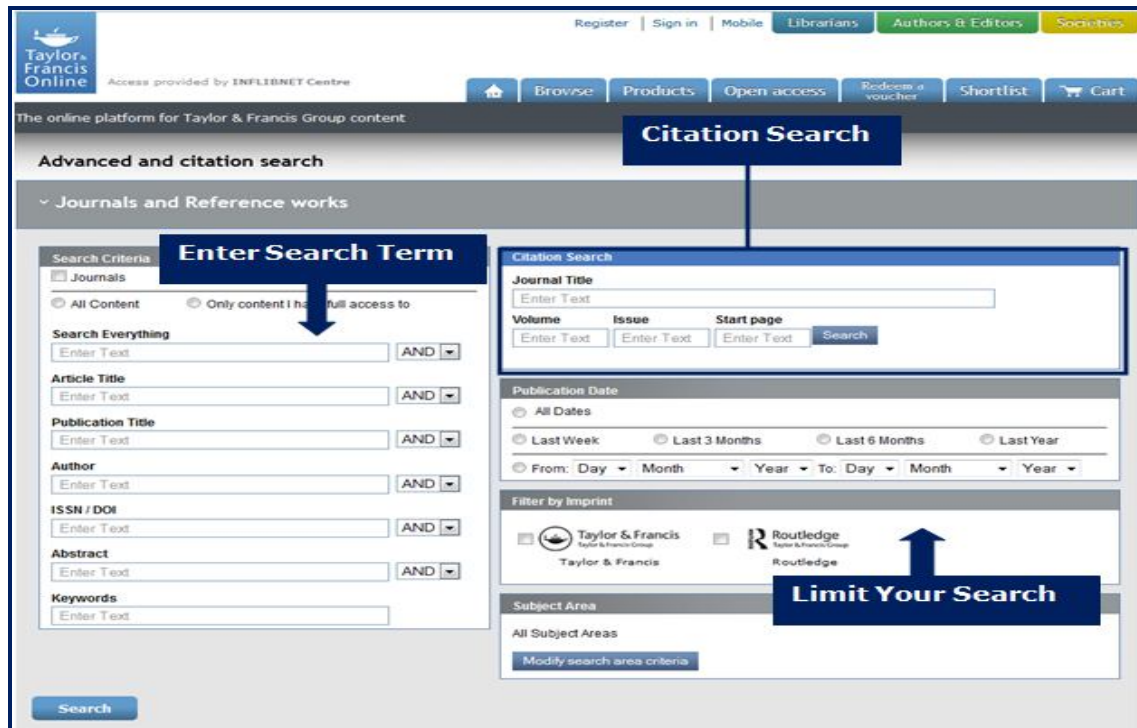 Register | Sign in | Mobile Librarians Authors & Editors Societies
Taylor & Francis Online
Access provided by INFLIBNET Centre
Browse Products Open access Redeem a voucher Shortlist Cart
The online platform for Taylor & Francis Group content
Citation Search
Advanced and citation search
Journals and Reference works
Enter Search Term
Search Criteria
Journals
All Content Only content I have full access to
Search Everything
Enter Text AND
Article Title
Enter Text AND
Publication Title
Enter Text AND
Author
Enter Text AND
ISSN / DOI
Enter Text AND
Abstract
Enter Text AND
Keywords
Enter Text
Citation Search
Journal Title
Enter Text
Volume Issue Start page
Enter Text Enter Text Enter Text Search
Publication Date
All Dates
Last Week Last 3 Months Last 6 Months Last Year
From: Day Month Year To: Day Month Year
Filter by Imprint
Taylor & Francis Routledge
Taylor & Francis Group Taylor & Francis Group
Taylor & Francis Routledge
Limit Your Search
Subject Area
All Subject Areas
Modify search area criteria
Search